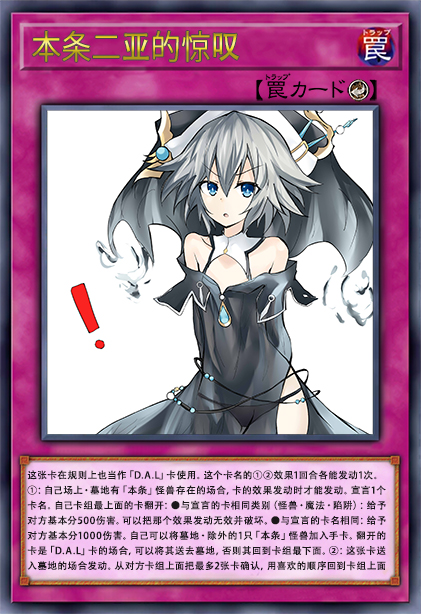 本条二亚的惊叹
トラップ
罠
トラップ
【罠カード】
!
这张卡在规则上也当作「D.A.L」卡使用。这个卡名的①②效果1回合各能发动1次。
①：自己场上·墓地有「本条」怪兽存在的场合，卡的效果发动时才能发动。宣言1个
卡名。自己卡组最上面的卡翻开：●与宣言的卡相同类别（怪兽·魔法·陷阱）：给予
对方基本分500伤害。可以把那个效果发动无效并破坏。●与宣言的卡名相同：给予
对方基本分1000伤害。自己可以将墓地·除外的1只「本条」怪兽加入手卡。翻开的
卡是「D.A.L」卡的场合，可以将其送去墓地，否则其回到卡组最下面。②：这张卡送
入墓地的场合发动。从对方卡组上面把最多2张卡确认，用喜欢的顺序回到卡组上面